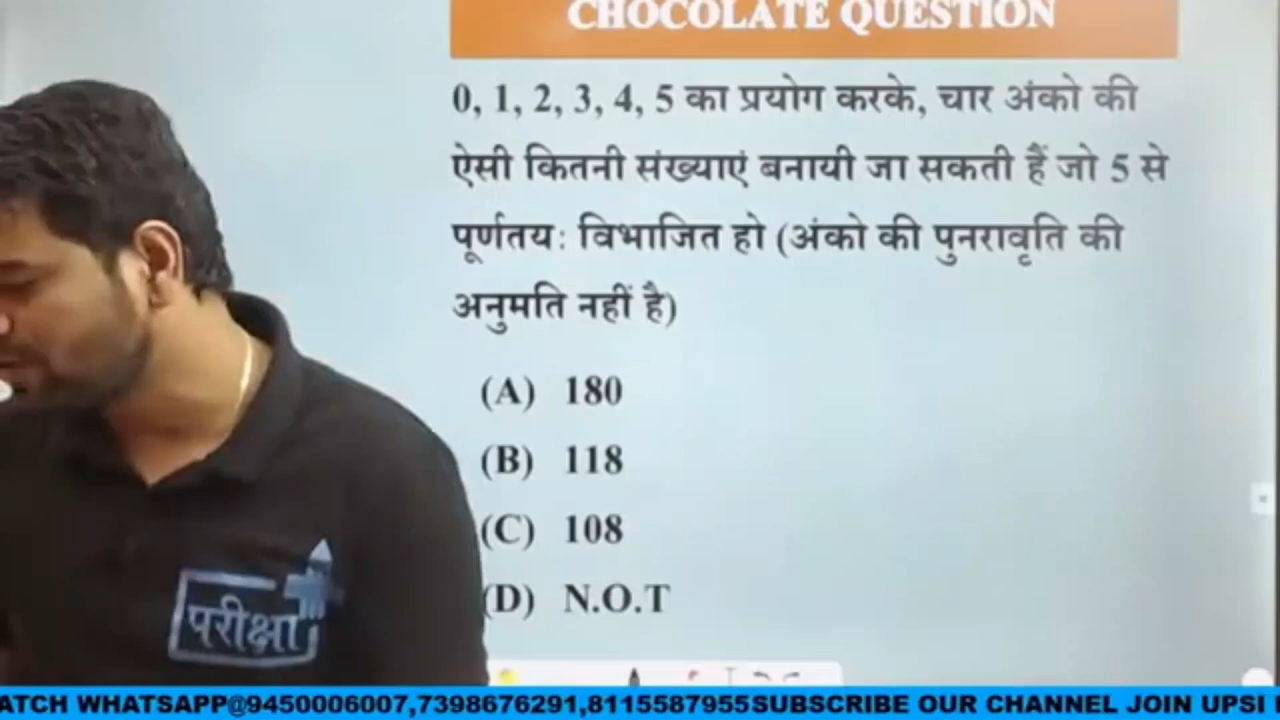 CHOCOLATE QUESTION
0, 1, 2, 3, 4, 5 का प्रयोग करके, चार अंको की
ऐसी कितनी संख्याएं बनायी जा सकती हैं जो 5 से
पूर्णतयः विभाजित हो (अंको की पुनरावृति की
अनुमति नहीं है)
(A) 180
(B) 118
(C) 108
(D) N.O.T
परीक्षा
ATCH WHATSAPP@9450006007,7398676291,8115587955SUBSCRIBE OUR CHANNEL JOIN UPSI